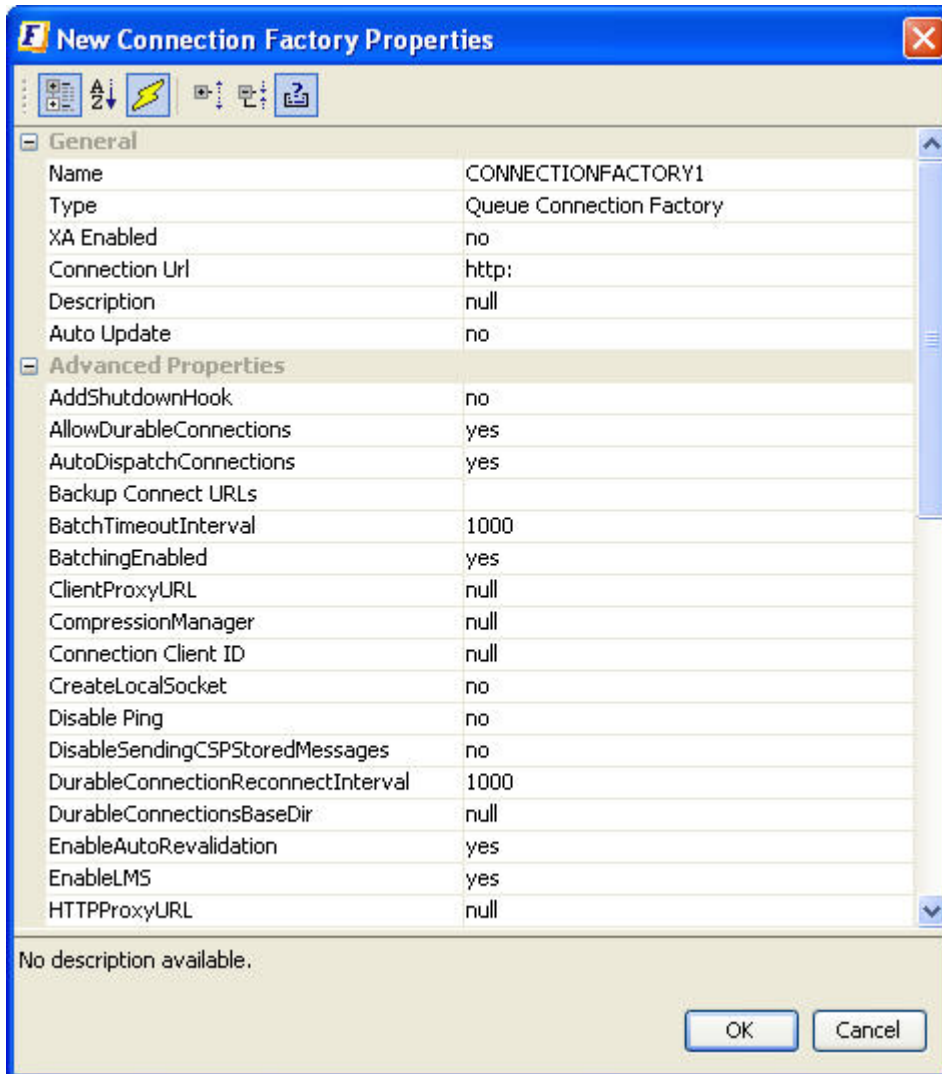 New Connection Factory Properties
General
Name CONNECTIONFACTORY1
Type Queue Connection Factory
XA Enabled no
Connection Url http:
Description null
Auto Update no
Advanced Properties
AddShutdownHook no
AllowDurableConnections yes
AutoDispatchConnections yes
Backup Connect URLs
BatchTimeoutInterval 1000
BatchingEnabled yes
ClientProxyURL null
CompressionManager null
Connection Client ID null
CreateLocalSocket no
Disable Ping no
DisableSendingCSPStoredMessages no
DurableConnectionReconnectInterval 1000
DurableConnectionsBaseDir null
EnableAutoRevalidation yes
EnableLMS yes
HTTPProxyURL null
No description available.
OK Cancel